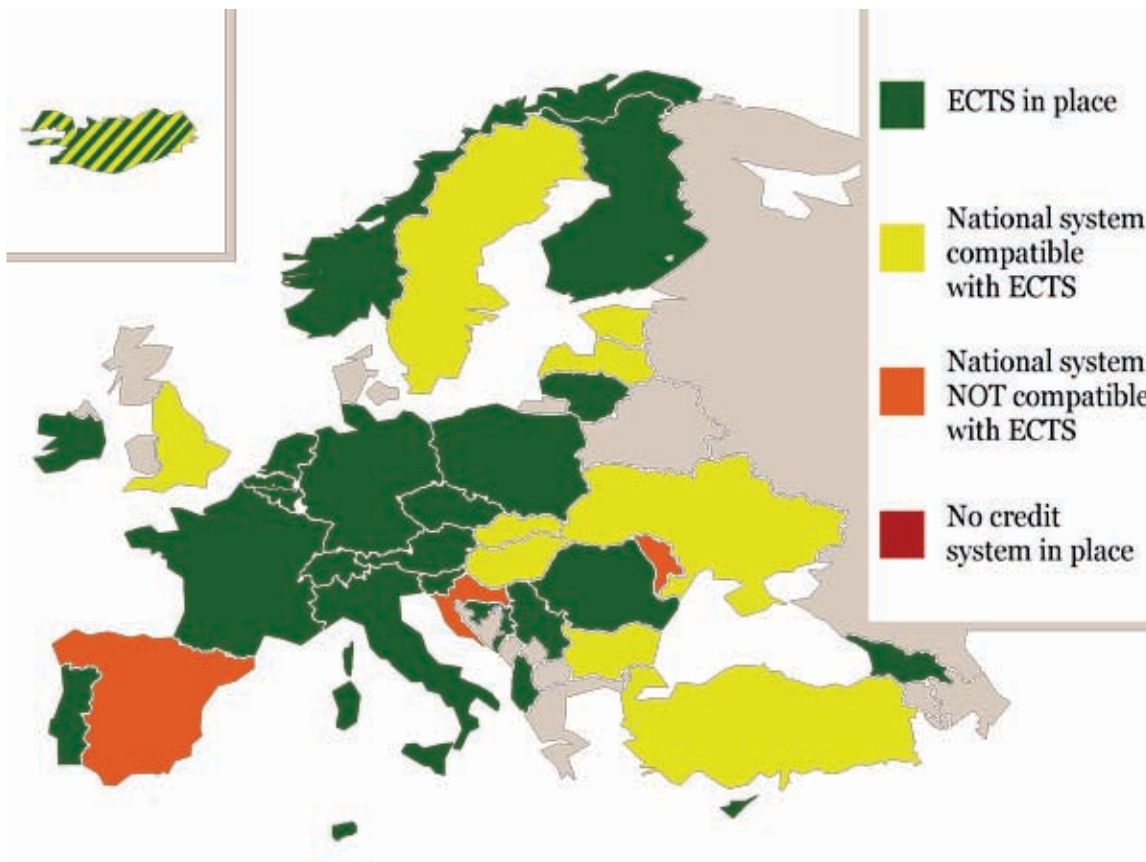 ECTS in place
National system
compatible
with ECTS
National system
NOT compatible
with ECTS
No credit
system in place